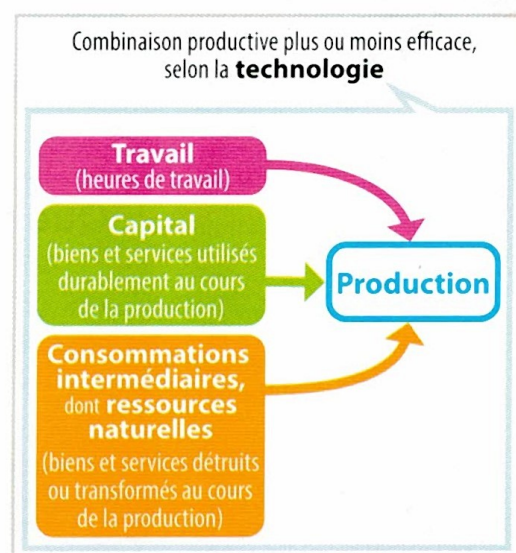 Combinaison productive plus ou moins efficace,
selon la technologie
Travail
(heures de travail)
Capital
(biens et services utilisés
durablement au cours
de la production)
Production
Consommations
intermédiaires,
dont ressources
naturelles
(biens et services détruits
ou transformés au cours
de la production)